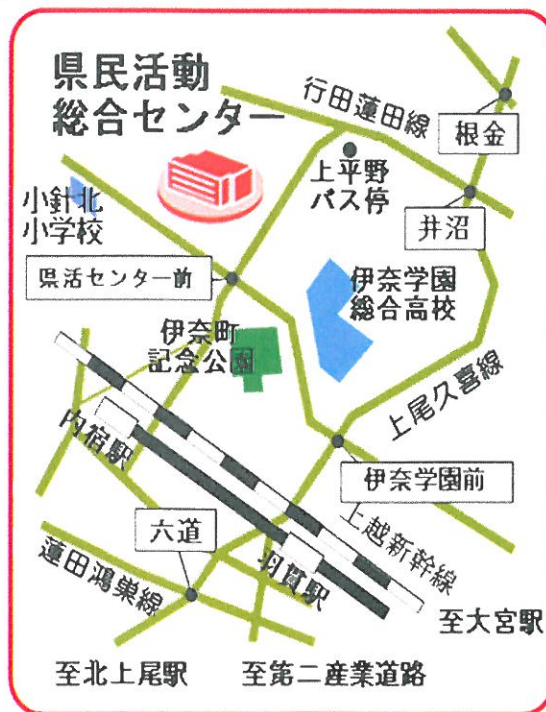 県民活動
総合センター
行田蓮田線
根金
上平野
バス停
井沼
小針北
小学校
県活センター前
伊奈学園
総合高校
伊奈町
記念公園
上尾久喜線
内宿駅
伊奈学園前
六道
上越新幹線
羽貫駅
蓮田鴻巣線
至大宮駅
至北上尾駅
至第二産業道路